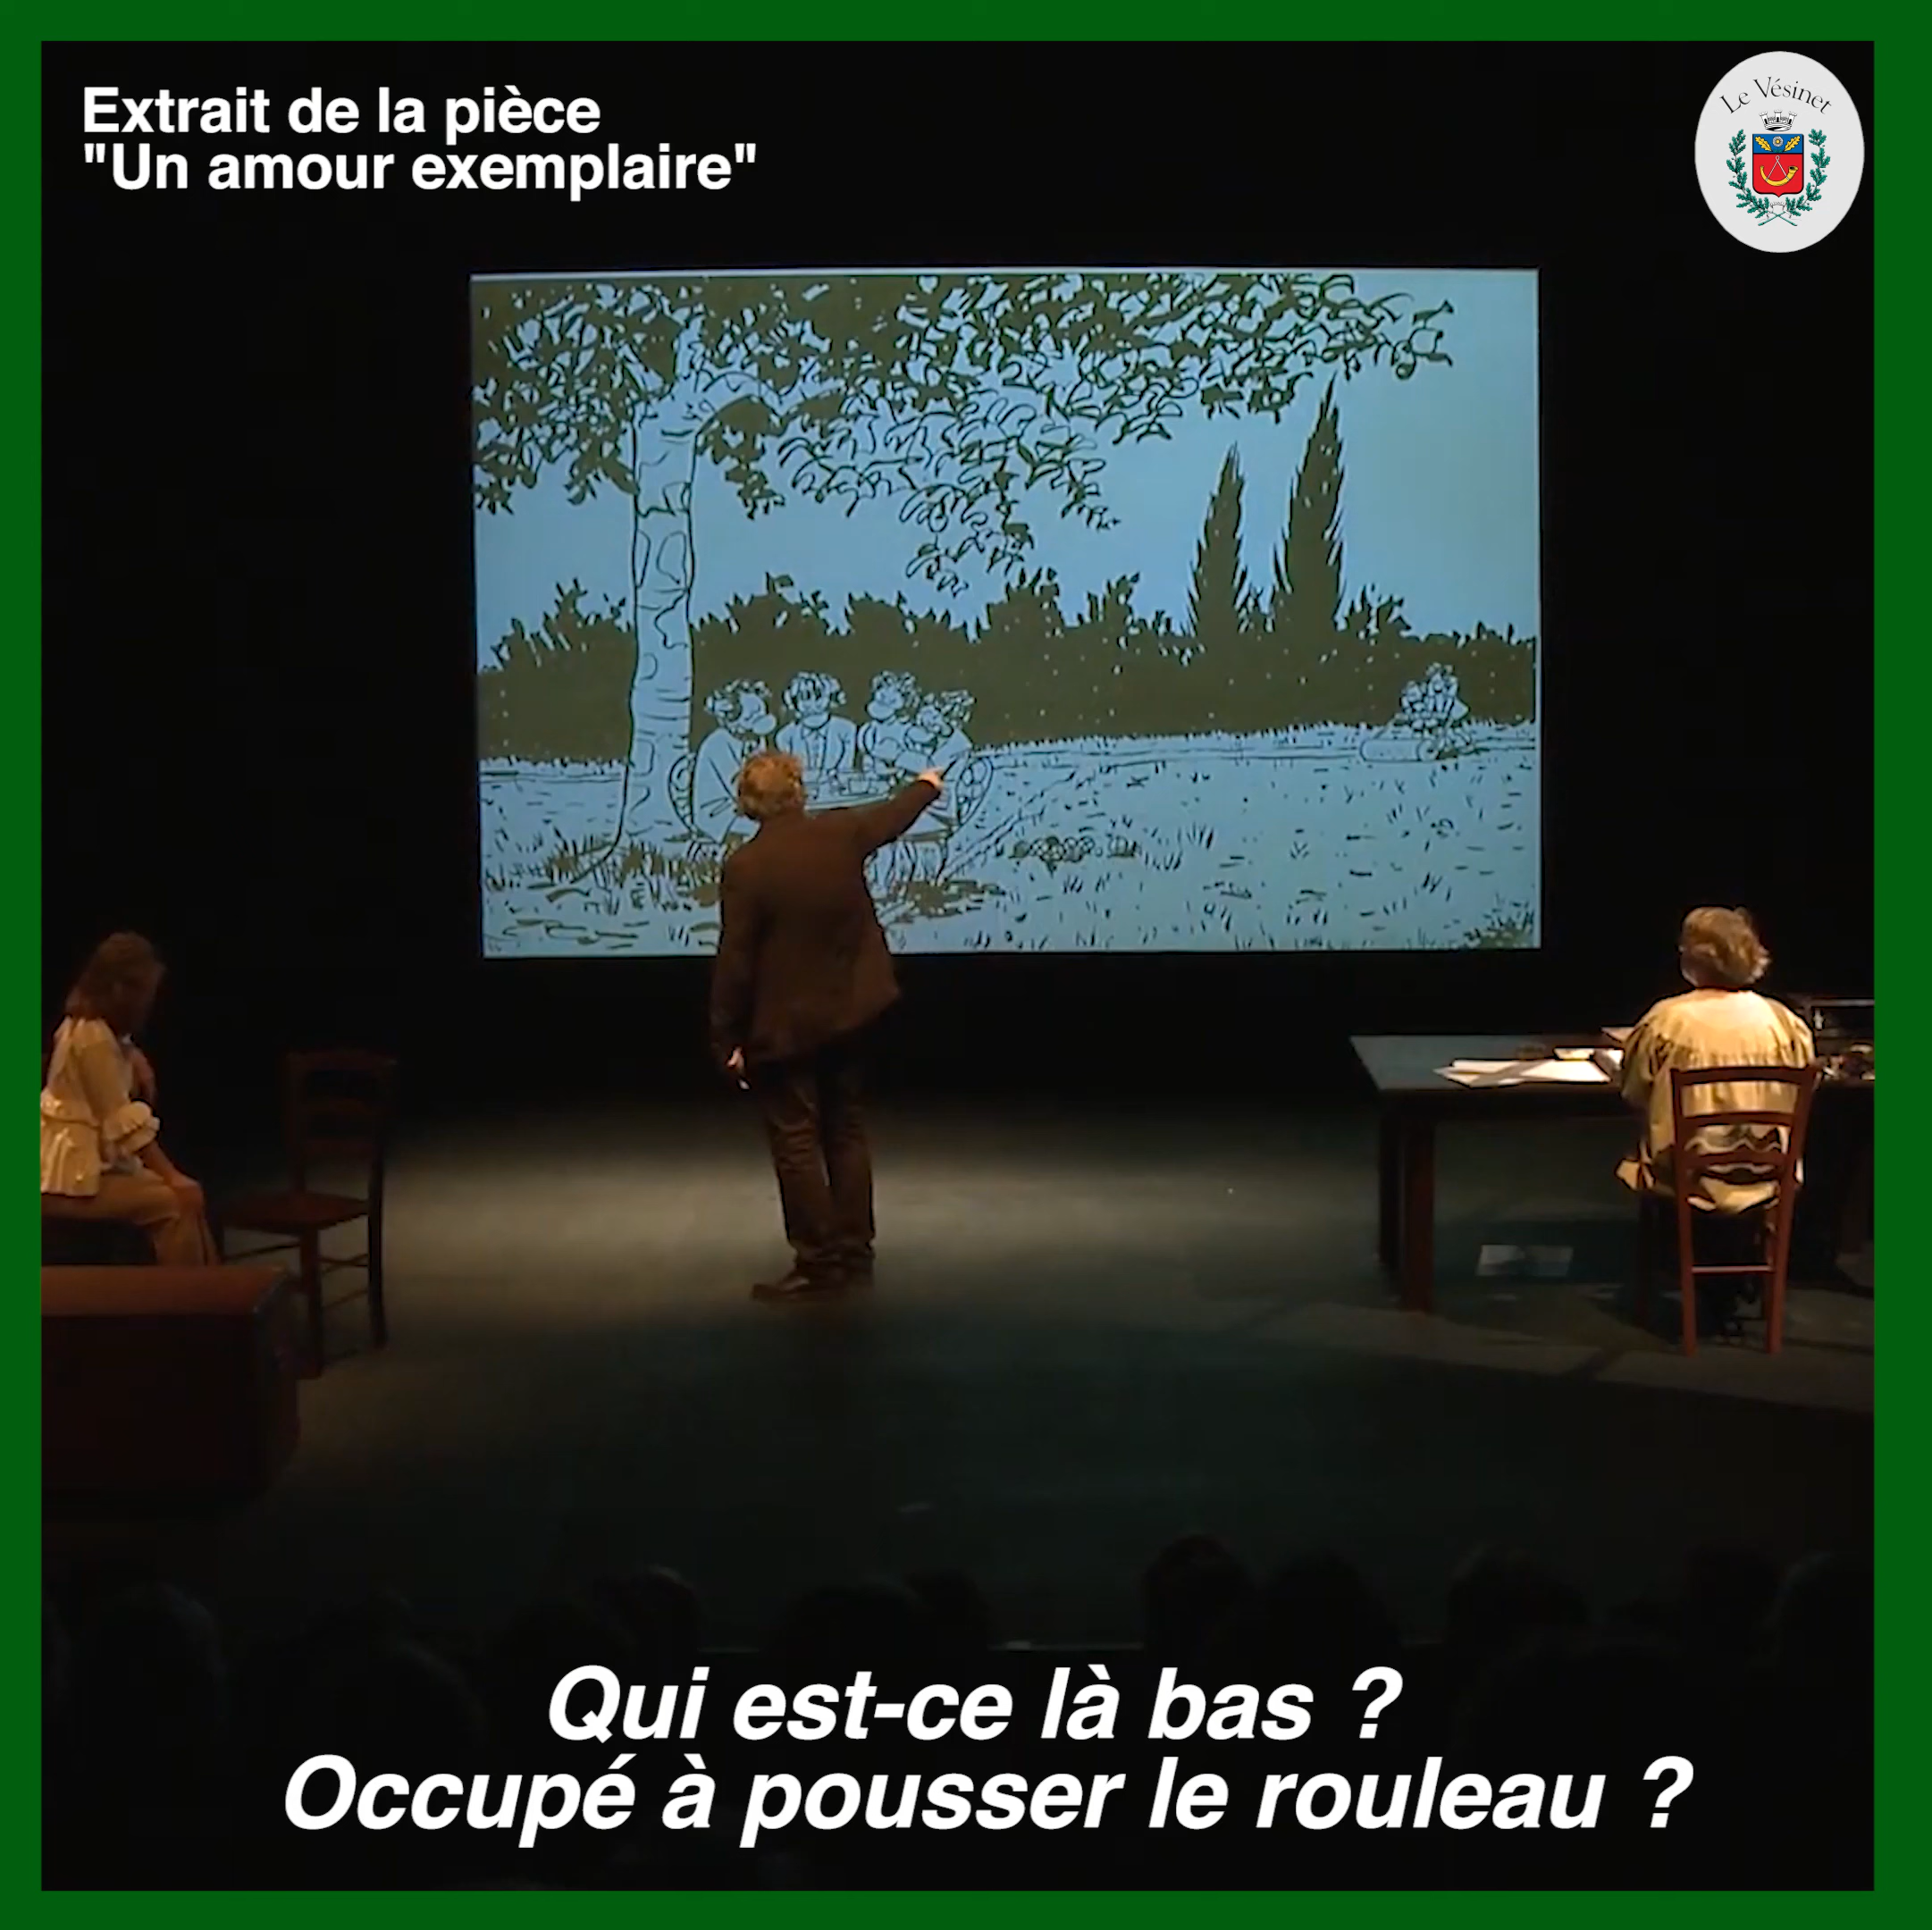 Extrait de la pièce
"Un amour exemplaire"
Le Vésinet
Qui est-ce là bas ?
Occupé à pousser le rouleau ?